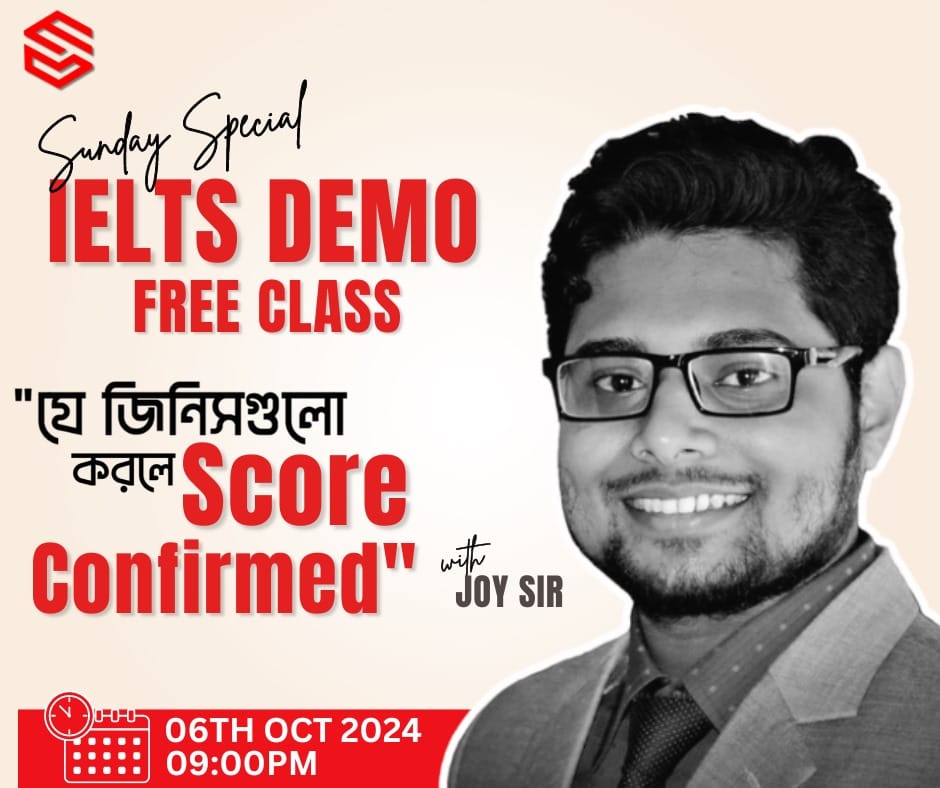 Sunday Special
IELTS DEMO
FREE CLASS
"যে জিনিসগুলো
করলে Score
Confirmed"
with
JOY SIR
06TH OCT 2024
09:00PM